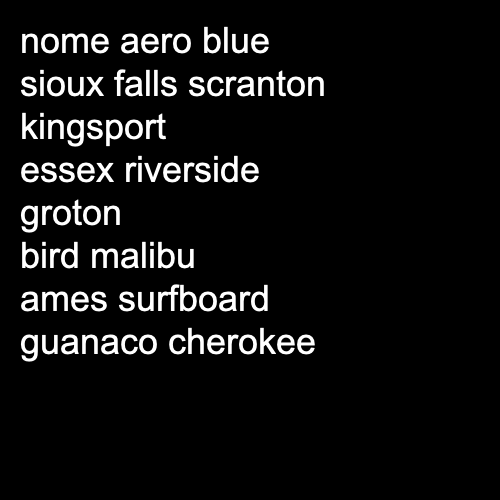 nome aero blue
sioux falls scranton
kingsport
essex riverside
groton
bird malibu
ames surfboard
guanaco cherokee